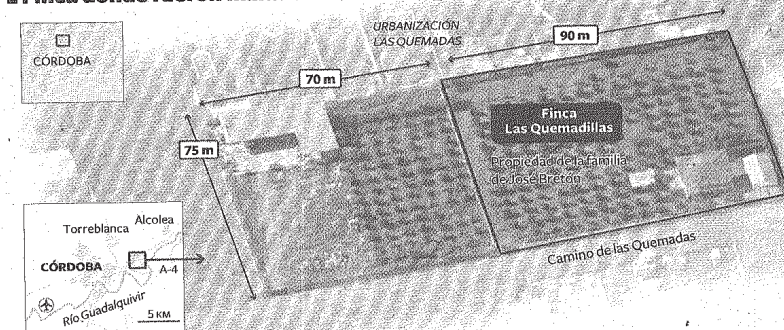 URBANIZACIÓN
LAS QUEMADAS
90 m
CÓRDOBA
70 m
Finca
Las Quemadillas
75 m
Propiedad de la familia
de José Bretón
Torreblanca
Alcolea
CÓRDOBA
A-4
Camino de las Quemadas
Río Guadalquivir
5 KM